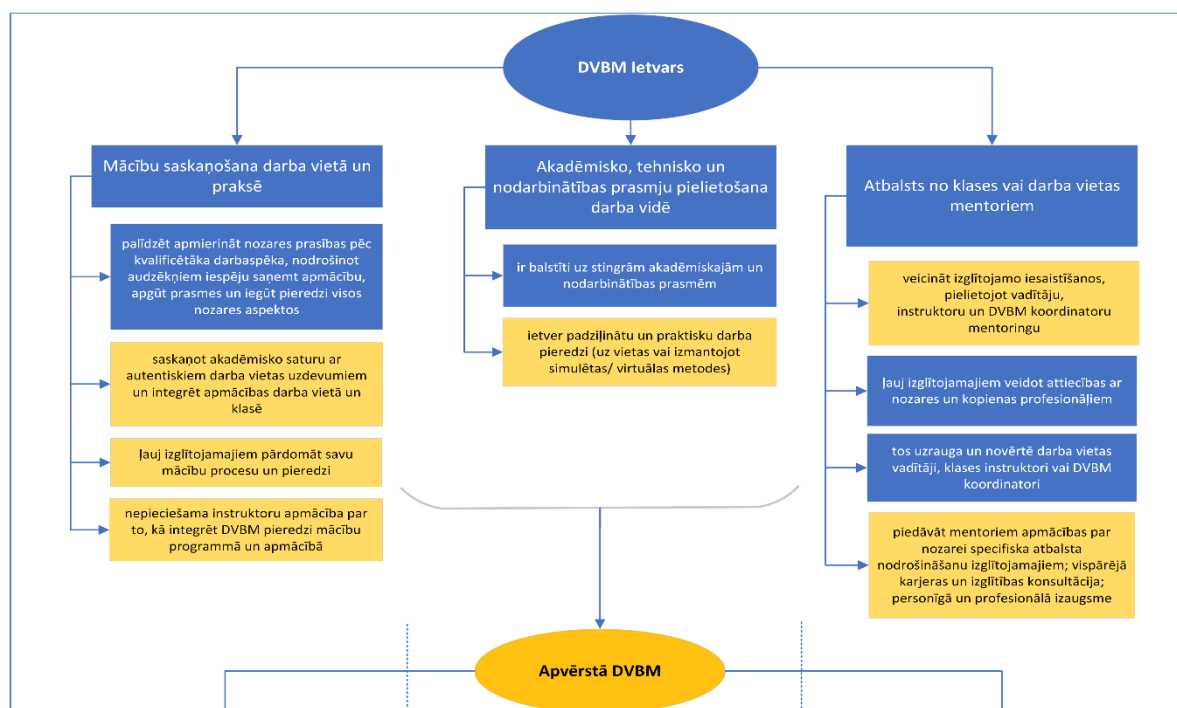 DVBM Ietvars
Mācību saskaņošana darba vietā un
praksē
palīdzēt apmierināt nozares prasības pēc
kvalificētāka darbaspēka, nodrošinot
audzēkņiem iespēju saņemt apmācību,
apgūt prasmes un iegūt pieredzi visos
nozares aspektos
saskaņot akadēmisko saturu ar
autentiskiem darba vietas uzdevumiem
un integrēt apmācības darba vietā un
klasē
ļauj izglītojamajiem pārdomāt savu
mācību procesu un pieredzi
nepieciešama instruktoru apmācība par
to, kā integrēt DVBM pieredzi mācību
programmā un apmācībā
Akadēmisko, tehnisko un
nodarbinātības prasmju pielietošana
darba vidē
ir balstīti uz stingrām akadēmiskajām un
nodarbinātības prasmēm
ietver padziļinātu un praktisku darba
pieredzi (uz vietas vai izmantojot
simulētas/ virtuālas metodes)
Atbalsts no klases vai darba vietas
mentoriem
veicināt izglītojamo iesaistīšanos,
pielietojot vadītāju,
instruktoru un DVBM koordinatoru
mentoringu
ļauj izglītojamajiem veidot attiecības ar
nozares un kopienas profesionāļiem
tos uzrauga un novērtē darba vietas
vadītāji, klases instruktori vai DVBM
koordinatori
piedāvāt mentoriem apmācības par
nozarei specifiska atbalsta
nodrošināšanu izglītojamajiem; vispārējā
karjeras un izglītības konsultācija;
personīgā un profesionālā izaugsme
Apvērstā DVBM